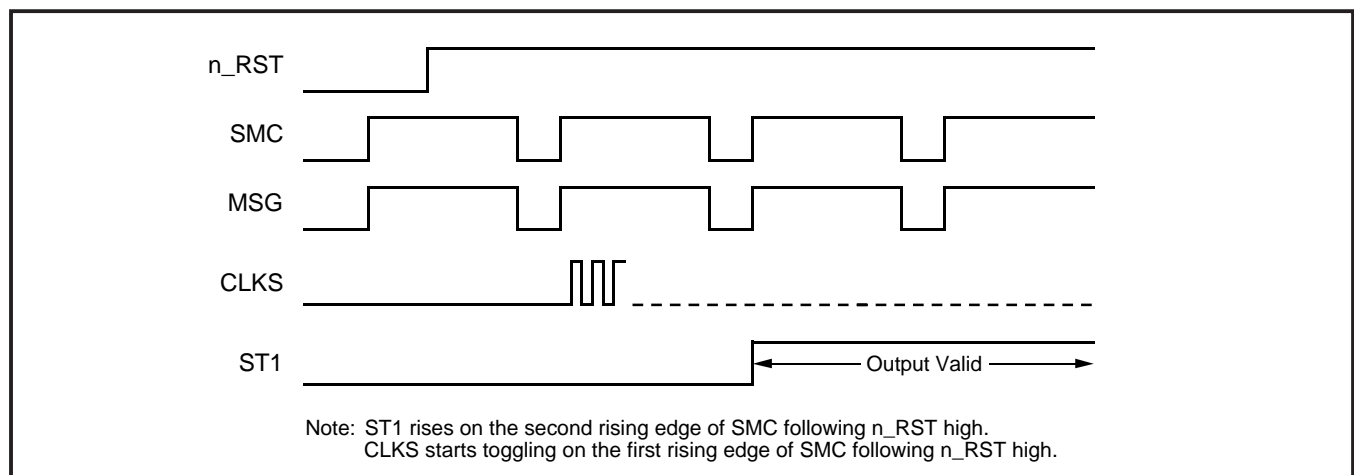 n_RST
SMC
MSG
CLKS
ST1
Output Valid
Note: ST1 rises on the second rising edge of SMC following n_RST high.
CLKS starts toggling on the first rising edge of SMC following n_RST high.